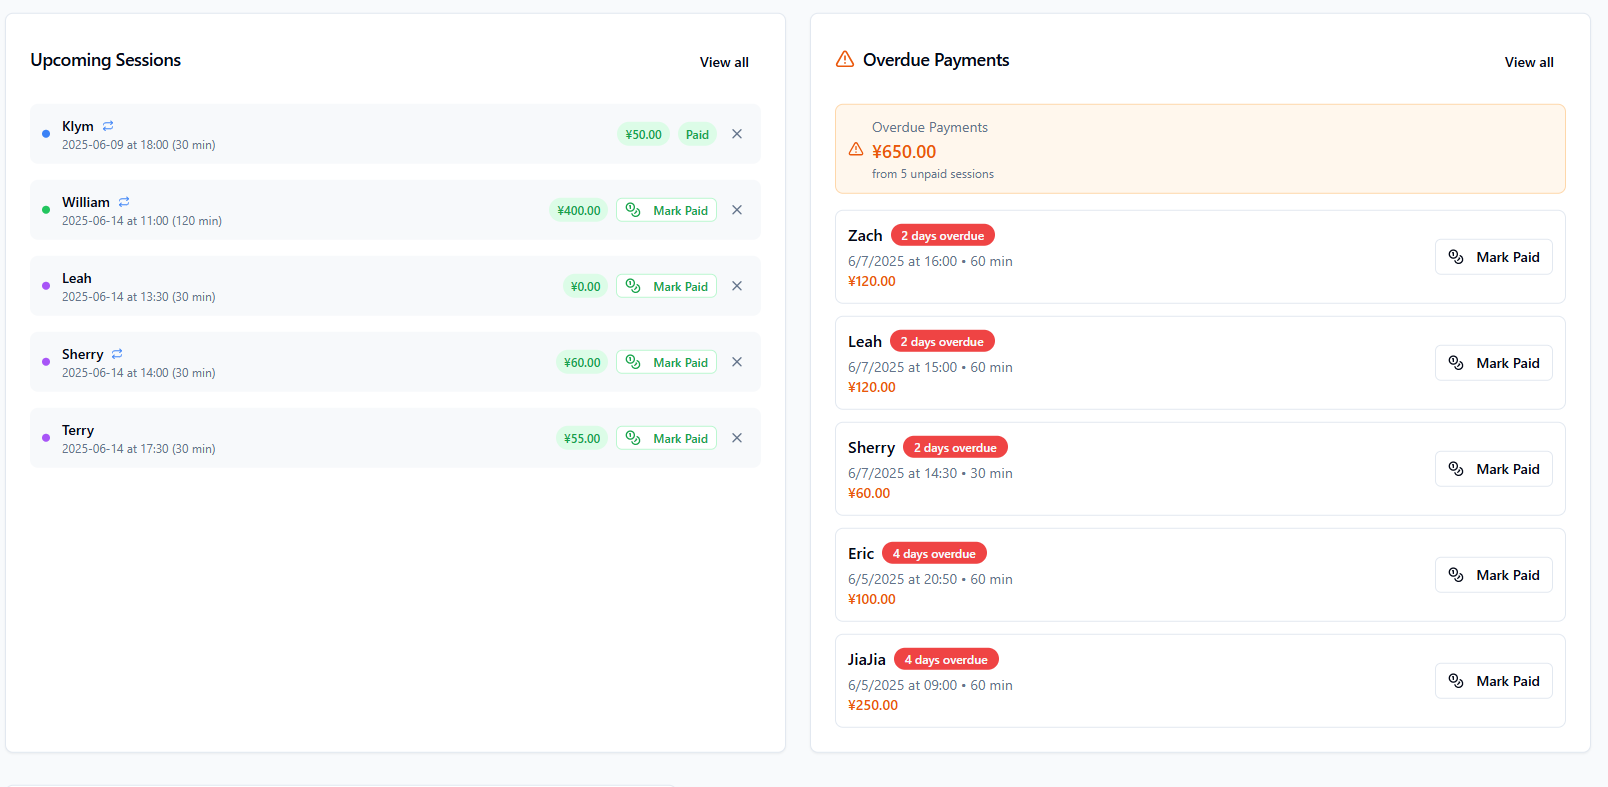 Upcoming Sessions
View all
Klym
2025-06-09 at 18:00 (30 min)
¥50.00
Paid
William
2025-06-14 at 11:00 (120 min)
¥400.00
Mark Paid
Leah
2025-06-14 at 13:30 (30 min)
¥0.00
Mark Paid
Sherry
2025-06-14 at 14:00 (30 min)
¥60.00
Mark Paid
Terry
2025-06-14 at 17:30 (30 min)
¥55.00
Mark Paid
Overdue Payments
View all
Overdue Payments
¥650.00
from 5 unpaid sessions
Zach 2 days overdue
6/7/2025 at 16:00 • 60 min
¥120.00
Mark Paid
Leah 2 days overdue
6/7/2025 at 15:00 • 60 min
¥120.00
Mark Paid
Sherry 2 days overdue
6/7/2025 at 14:30 • 30 min
¥60.00
Mark Paid
Eric 4 days overdue
6/5/2025 at 20:50 • 60 min
¥100.00
Mark Paid
JiaJia 4 days overdue
6/5/2025 at 09:00 • 60 min
¥250.00
Mark Paid